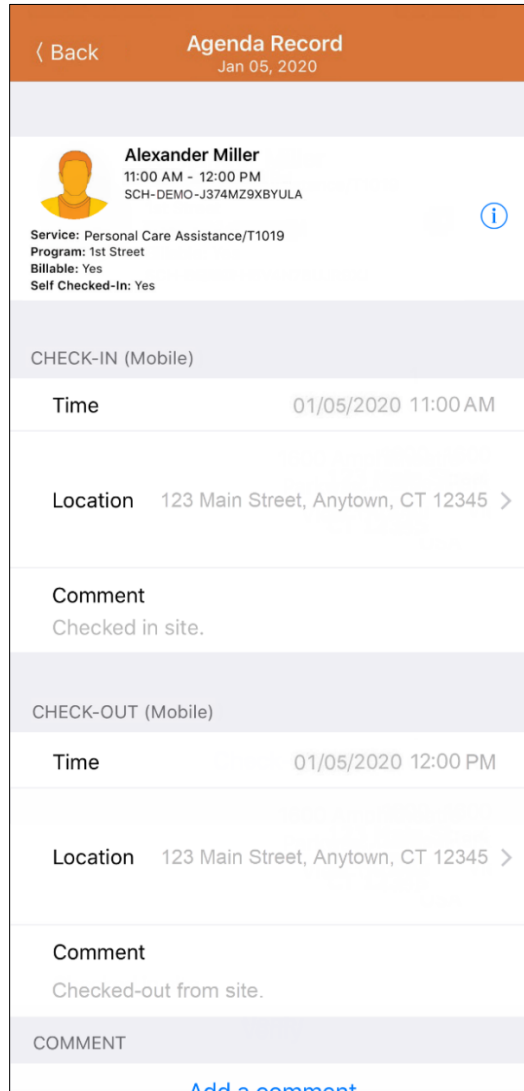 Back
Agenda Record
Jan 05, 2020
Alexander Miller
11:00 AM - 12:00 PM
SCH-DEMO-J374MZ9XBYULA
Service: Personal Care Assistance/T1019
Program: 1st Street
Billable: Yes
Self Checked-In: Yes
CHECK-IN (Mobile)
Time 01/05/2020 11:00 AM
Location 123 Main Street, Anytown, CT 12345
Comment
Checked in site.
CHECK-OUT (Mobile)
Time 01/05/2020 12:00 PM
Location 123 Main Street, Anytown, CT 12345
Comment
Checked-out from site.
COMMENT
Add a comment